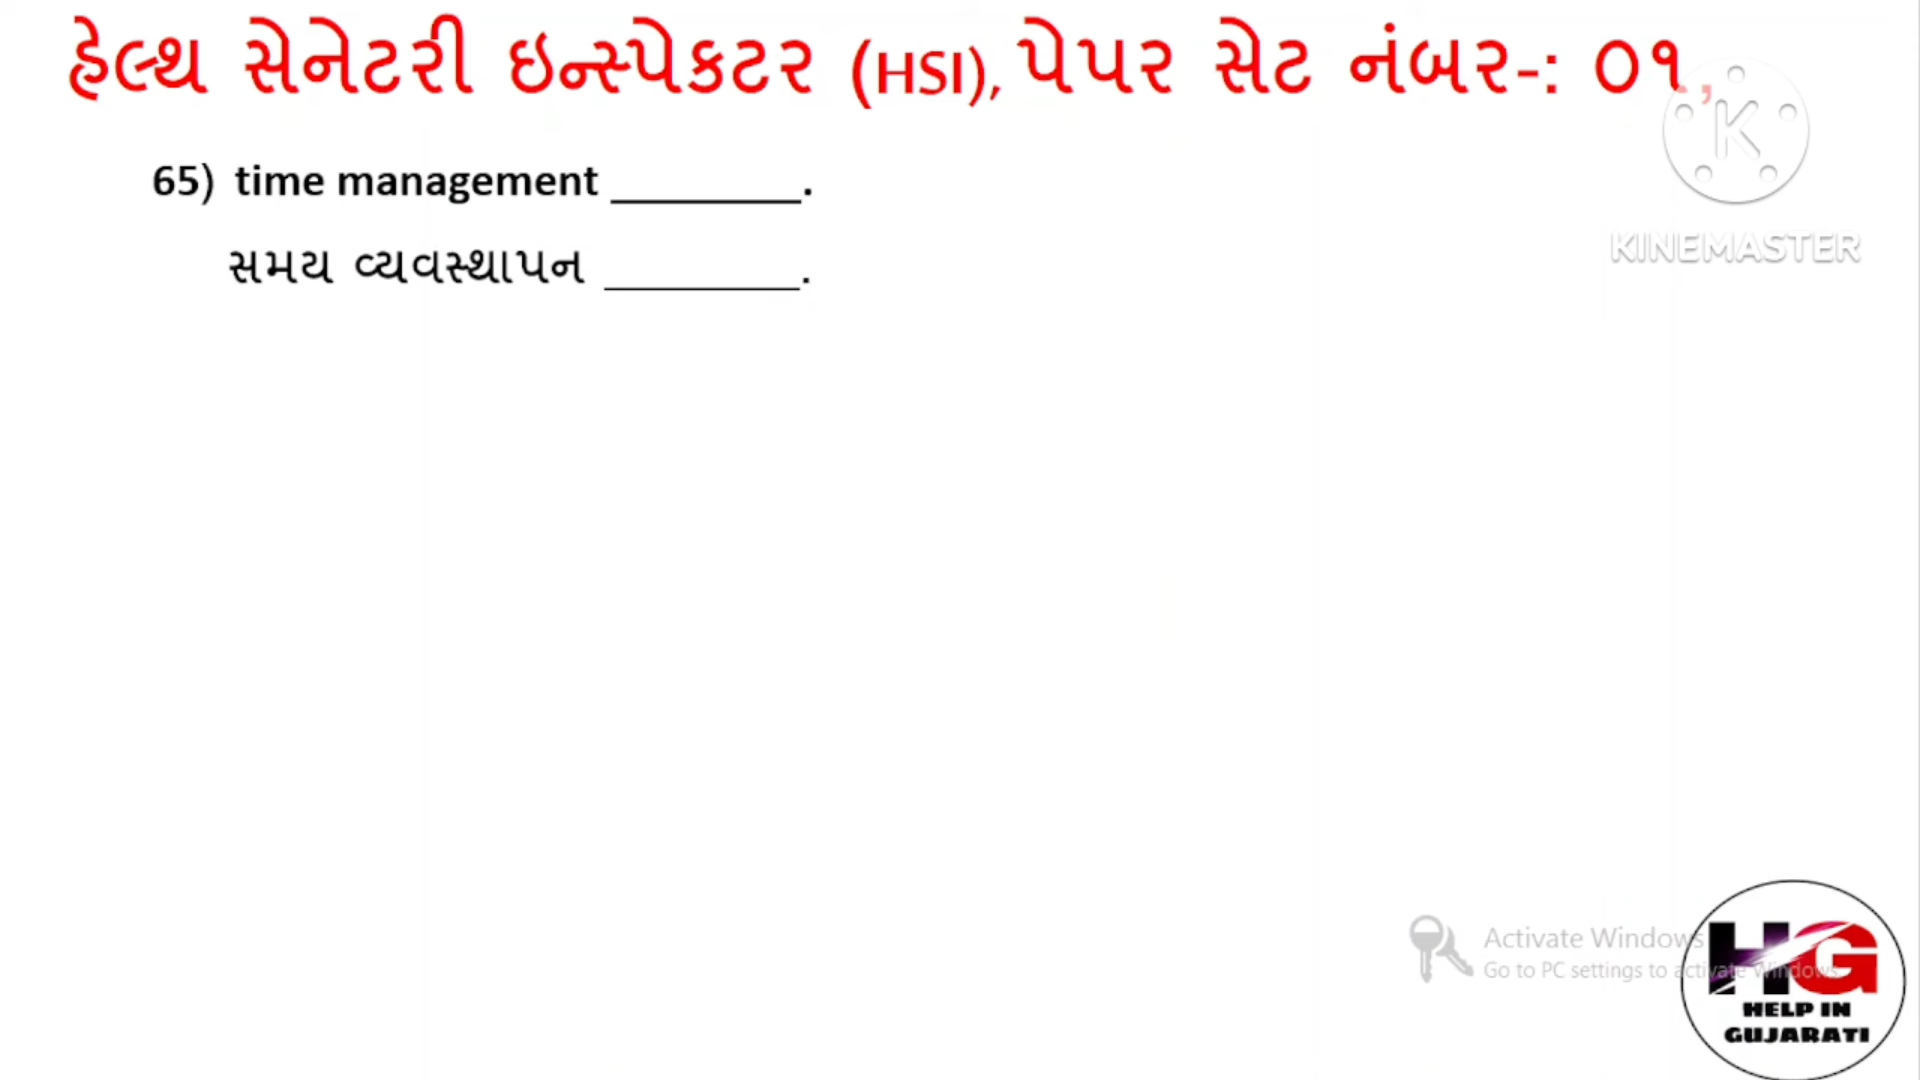 હેલ્થ સેનેટરી ઇન્સ્પેકટર (HSI), પેપર સેટ નંબર-: ૦૧,
K
KINEMASTER
65) time management ________.
સમય વ્યવસ્થાપન ________.
Activate Windows
Go to PC settings to activate Windows.
HG
HELP IN
GUJARATI